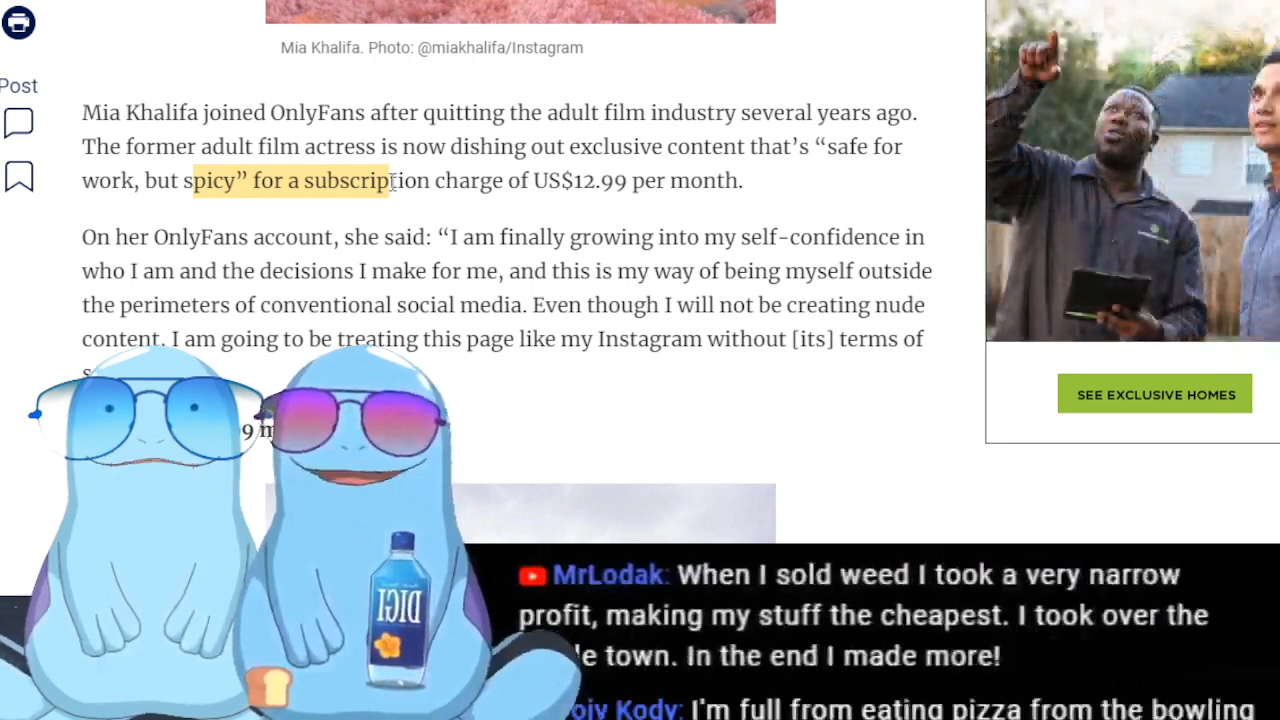 Post
Mia Khalifa. Photo: @miakhalifa/Instagram
Mia Khalifa joined OnlyFans after quitting the adult film industry several years ago.
The former adult film actress is now dishing out exclusive content that’s “safe for
work, but spicy” for a subscription charge of US$12.99 per month.
On her OnlyFans account, she said: “I am finally growing into my self-confidence in
who I am and the decisions I make for me, and this is my way of being myself outside
the perimeters of conventional social media. Even though I will not be creating nude
content, I am going to be treating this page like my Instagram without [its] terms of
SEE EXCLUSIVE HOMES
DIGI
MrLodak: When I sold weed I took a very narrow
profit, making my stuff the cheapest. I took over the
town. In the end I made more!
Kody: I'm full from eating pizza from the bowling